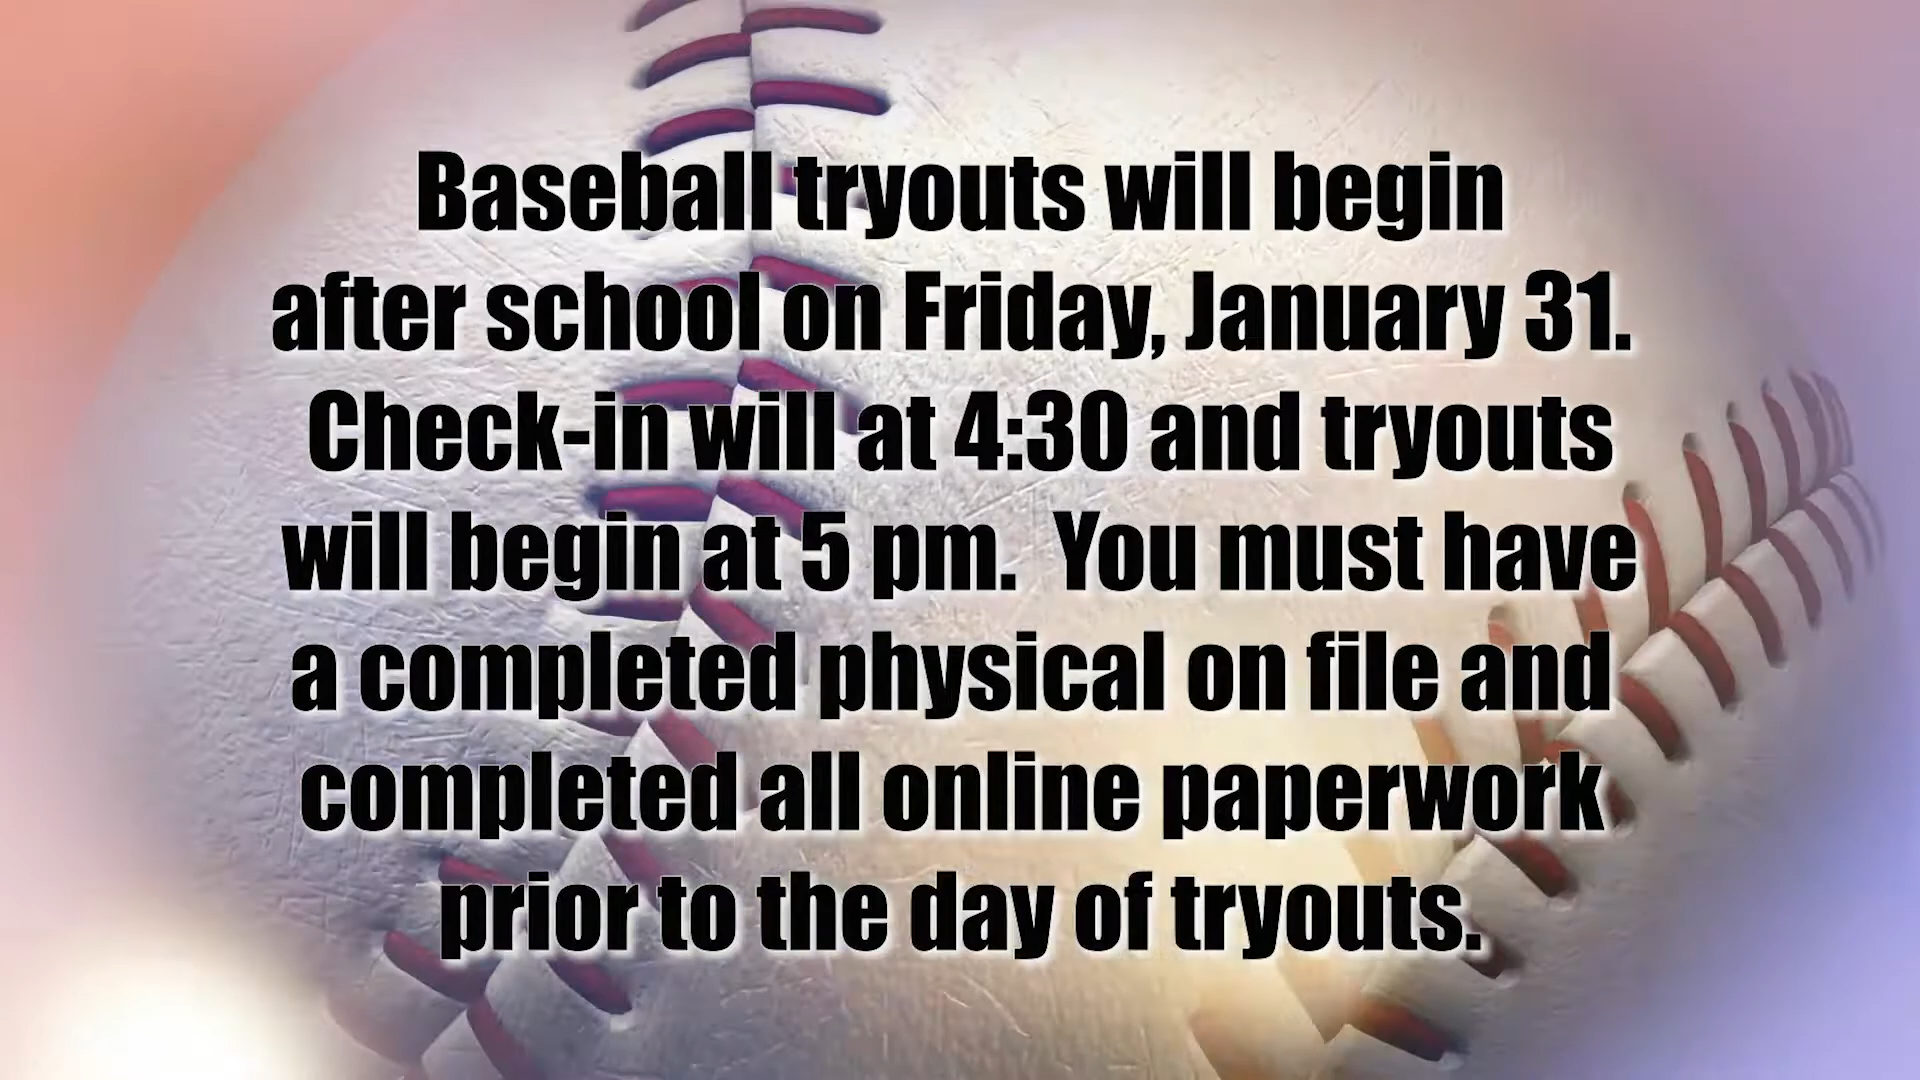 Baseball tryouts will begin
after school on Friday, January 31.
Check-in will at 4:30 and tryouts
will begin at 5 pm.  You must have
a completed physical on file and
completed all online paperwork
prior to the day of tryouts.